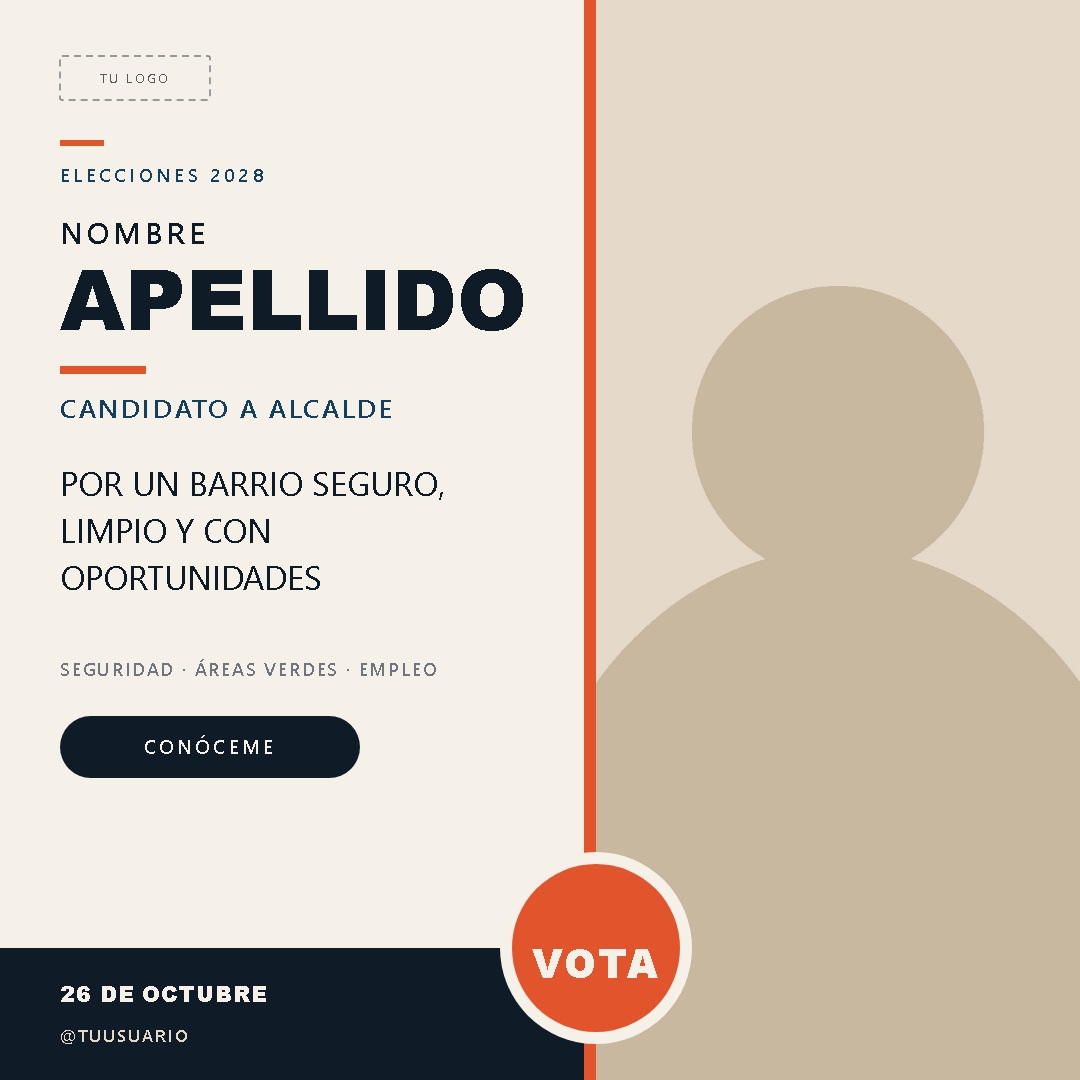 TU LOGO
ELECCIONES 2028
NOMBRE
APELLIDO
CANDIDATO A ALCALDE
POR UN BARRIO SEGURO,
LIMPIO Y CON
OPORTUNIDADES
SEGURIDAD · ÁREAS VERDES · EMPLEO
CONÓCEME
VOTA
26 DE OCTUBRE
@TUUSUARIO